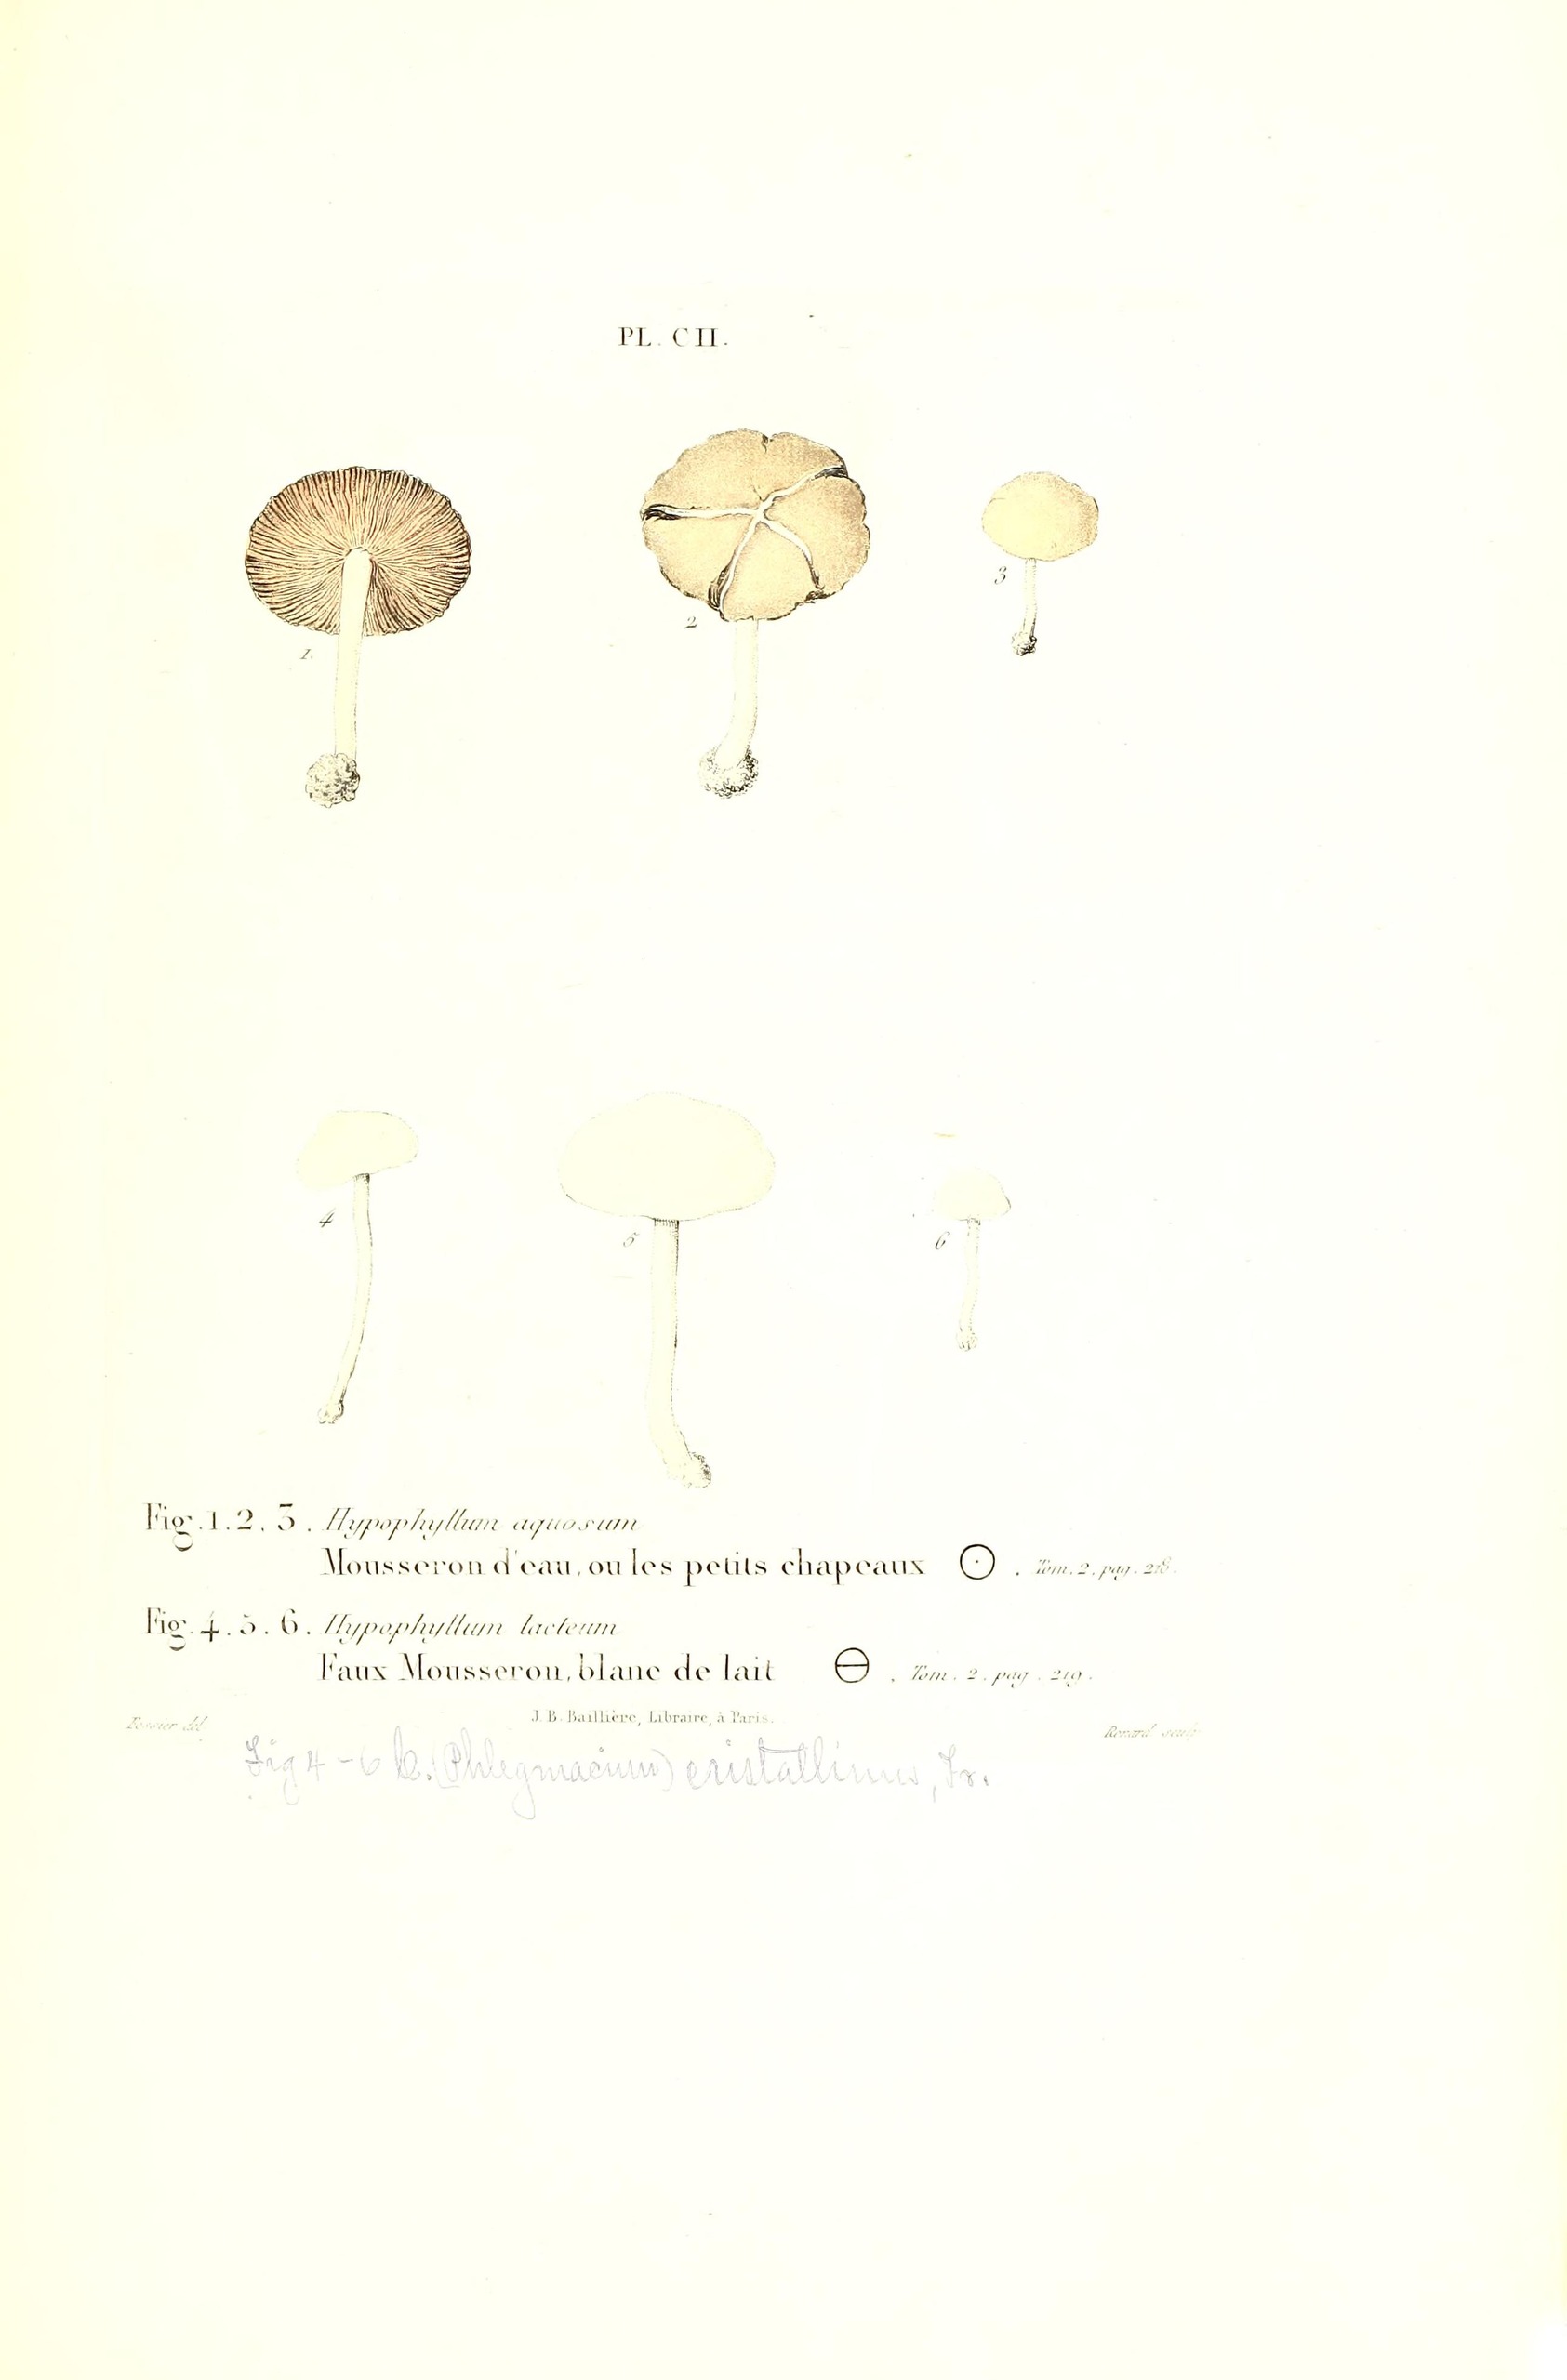 PL. CII.
1.
2
3
4
5
6
Fig. 1. 2. 3. Hypophyllum aquosum
Mousseron d'eau, ou les petits chapeaux ☉. Tom. 2. pag. 218.
Fig. 4. 5. 6. Hypophyllum lacteum
Faux Mousseron, blanc de lait ⊖. Tom. 2. pag. 219.
J. B. Baillière, Libraire, à Paris.
del. Renard sculp.
Fig 4-6 (Phlegmacium) cristallinus, Fr.